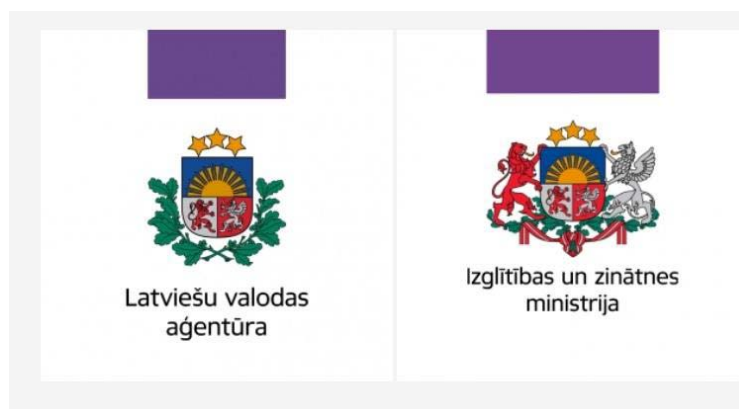 Latviešu valodas
aģentūra
Izglītības un zinātnes
ministrija